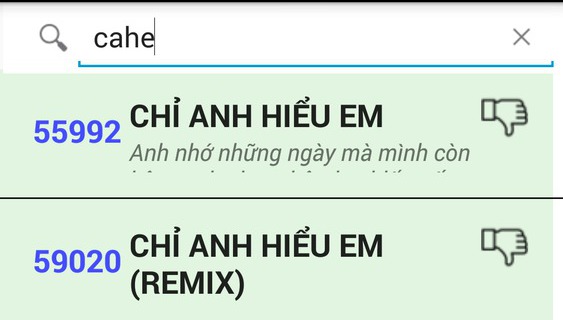 cahe
55992
CHỈ ANH HIỂU EM
Anh nhớ những ngày mà mình còn
59020
CHỈ ANH HIỂU EM
(REMIX)